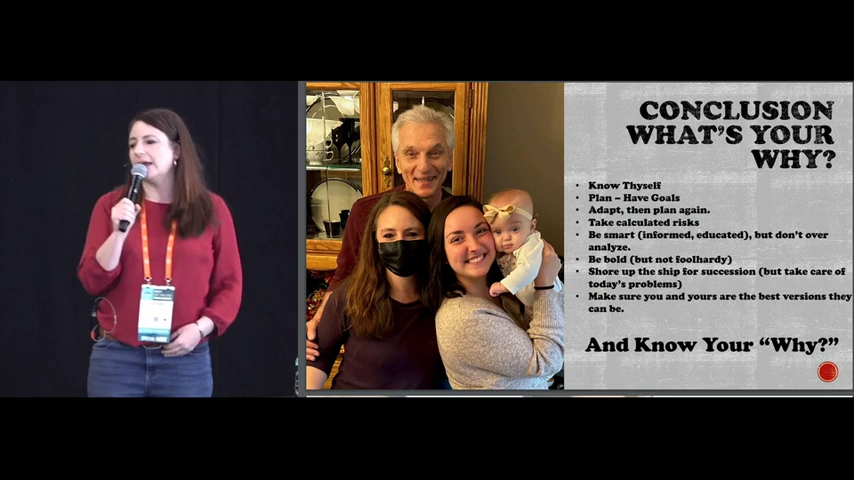 CONCLUSION
WHAT'S YOUR
WHY?
• Know Thyself
• Plan – Have Goals
• Adapt, then plan again.
• Take calculated risks
• Be smart (informed, educated), but don't over
analyze.
• Be bold (but not foolhardy)
• Shore up the ship for succession (but take care of
today's problems)
• Make sure you and yours are the best versions they
can be.
And Know Your "Why?"